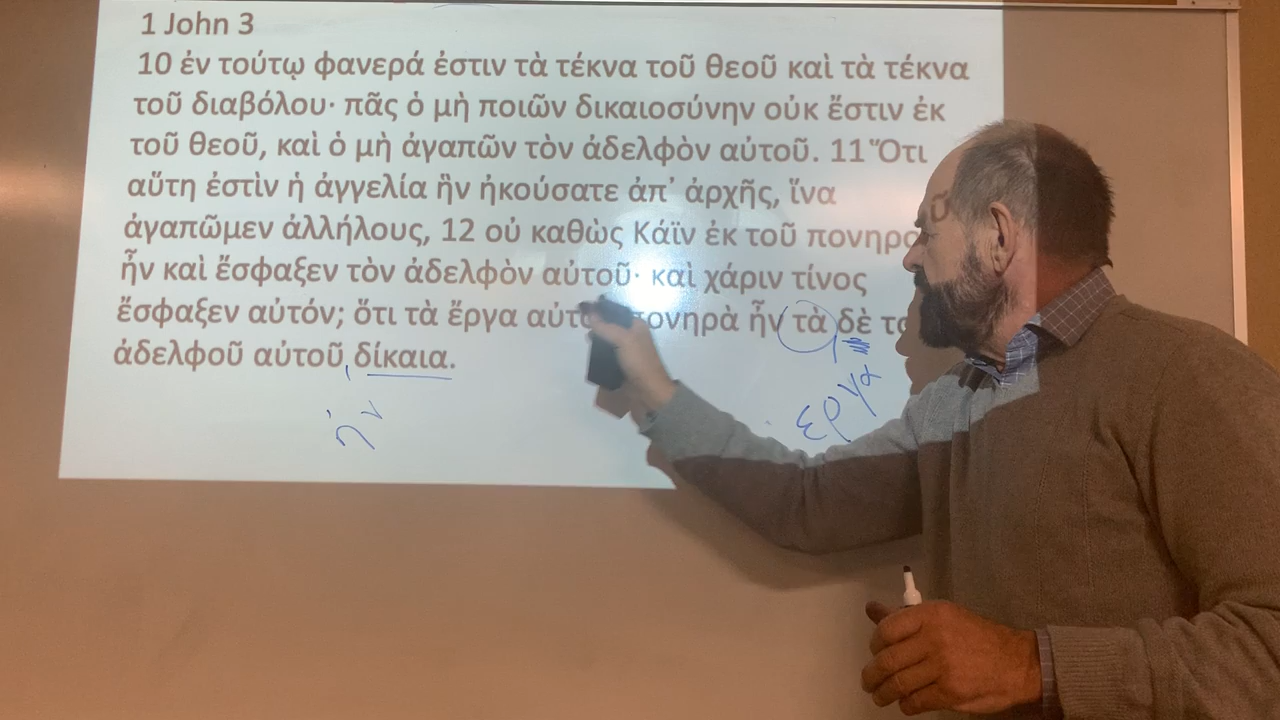 1 John 3
10 ἐν τούτῳ φανερά ἐστιν τὰ τέκνα τοῦ θεοῦ καὶ τὰ τέκνα
τοῦ διαβόλου· πᾶς ὁ μὴ ποιῶν δικαιοσύνην οὐκ ἔστιν ἐκ
τοῦ θεοῦ, καὶ ὁ μὴ ἀγαπῶν τὸν ἀδελφὸν αὐτοῦ. 11 Ὅτι
αὕτη ἐστὶν ἡ ἀγγελία ἣν ἠκούσατε ἀπ᾽ ἀρχῆς, ἵνα
ἀγαπῶμεν ἀλλήλους, 12 οὐ καθὼς Κάϊν ἐκ τοῦ πονηροῦ
ἦν καὶ ἔσφαξεν τὸν ἀδελφὸν αὐτοῦ· καὶ χάριν τίνος
ἔσφαξεν αὐτόν; ὅτι τὰ ἔργα πονηρὰ ἦν τὰ δὲ
ἀδελφοῦ αὐτοῦ δίκαια.
ἠν
εργα